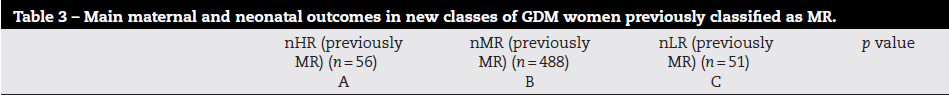 Table 3 – Main maternal and neonatal outcomes in new classes of GDM women previously classified as MR.
nHR (previously nMR (previously nLR (previously p value
MR) (n = 56) MR) (n = 488) MR) (n = 51)
A B C